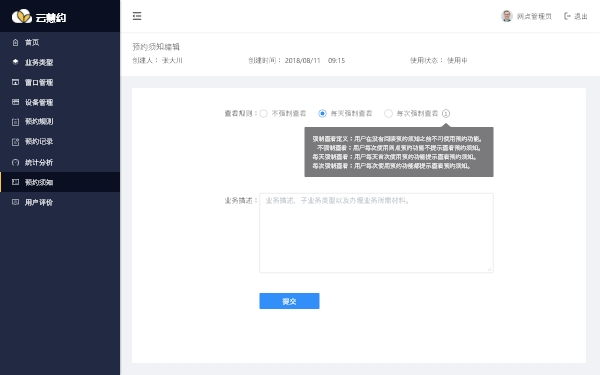 云慧约
网点管理员
退出
首页
业务类型
窗口管理
设备管理
预约规则
预约记录
统计分析
预约须知
用户评价
预约须知编辑
创建人： 张大川
创建时间： 2018/08/11 09:15
使用状态： 使用中
查看规则：
不强制查看
每天强制查看
每次强制查看
强制查看定义：用户在没有阅读预约须知之前不可使用预约功能。
不强制查看：用户每次使用网点预约功能不提示查看预约须知。
每天强制查看：用户每天首次使用预约功能提示查看预约须知。
每次强制查看：用户每次使用预约功能都提示查看预约须知。
业务描述：
业务描述，子业务类型以及办理业务所需材料。
提交